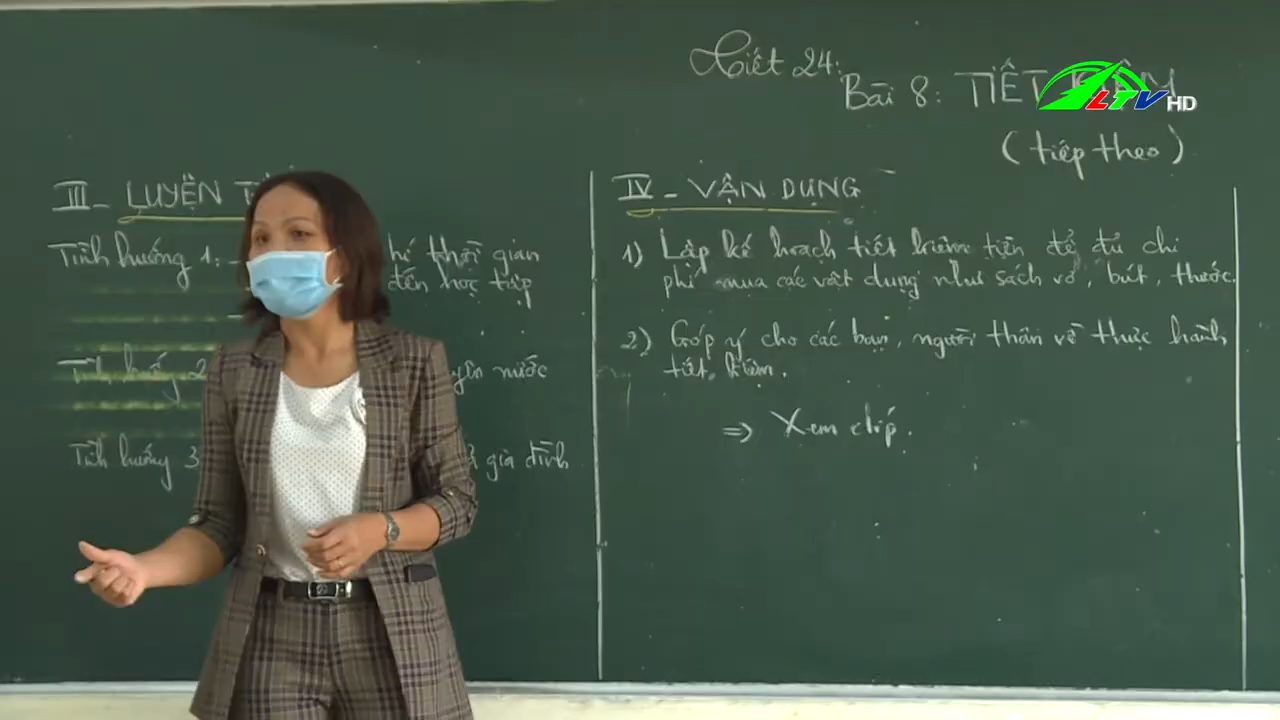 Tiết 24:
Bài 8: TIẾT
(tiếp theo)
LTV HD
III- LUYỆN
Tình huống 1:
thời gian
đến học tập
2
nước
Tình huống 3
gia đình
IV- VẬN DỤNG
1) Lập kế hoạch tiết kiệm tiền để đủ chi
phí mua các vật dụng như sách vở, bút, thước.
2) Góp ý cho các bạn, người thân về thực hành
tiết kiệm.
=> Xem clip.